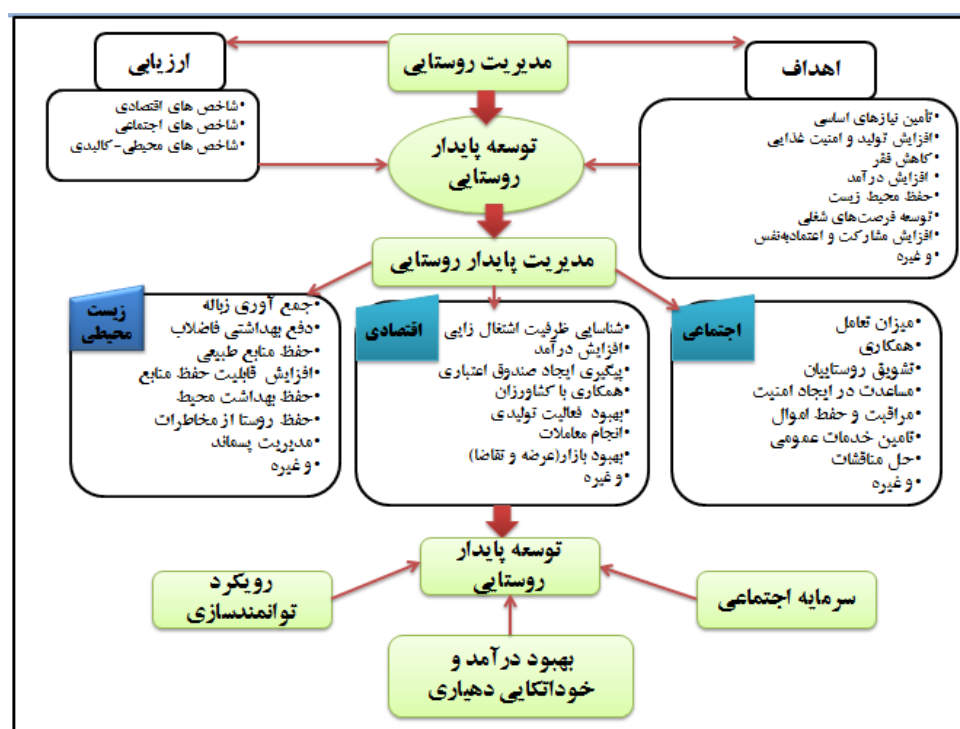 مدیریت روستایی
اهداف
•تأمین نیازهای اساسی
•افزایش تولید و امنیت غذایی
•کاهش فقر
•افزایش درآمد
•حفظ محیط زیست
•توسعه فرصت‌های شغلی
•افزایش مشارکت و اعتمادبه‌نفس
•و غیره
ارزیابی
•شاخص های اقتصادی
•شاخص های اجتماعی
•شاخص های محیطی-کالبدی
توسعه پایدار
روستایی
مدیریت پایدار روستایی
اجتماعی
•میزان تعامل
•همکاری
•تشویق روستاییان
•مساعدت در ایجاد امنیت
•مراقبت و حفظ اموال
•تامین خدمات عمومی
•حل مناقشات
•و غیره
اقتصادی
•شناسایی ظرفیت اشتغال زایی
•افزایش درآمد
•پیگیری ایجاد صندوق اعتباری
•همکاری با کشاورزان
•بهبود فعالیت تولیدی
•انجام معاملات
•بهبود بازار(عرضه و تقاضا)
•و غیره
زیست
محیطی
•جمع آوری زباله
•دفع بهداشتی فاضلاب
•حفظ منابع طبیعی
•افزایش قابلیت حفظ منابع
•حفظ بهداشت محیط
•حفظ روستا از مخاطرات
•مدیریت پسماند
•و غیره
توسعه پایدار
روستایی
سرمایه اجتماعی
رویکرد
توانمندسازی
بهبود درآمد و
خوداتکایی دهیاری